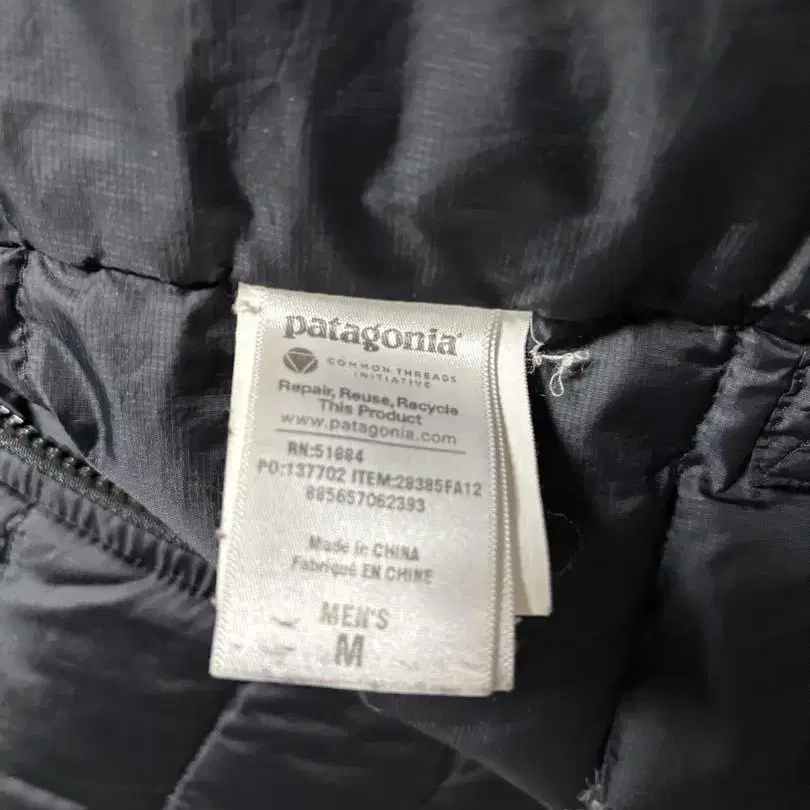 patagonia
COMMON THREADS
INITIATIVE
Repair, Reuse, Recycle
This Product
www.patagonia.com
RN:51884
PO:137702 ITEM:28385FA12
885657062393
Made in CHINA
Fabriqué EN CHINE
MEN'S
M